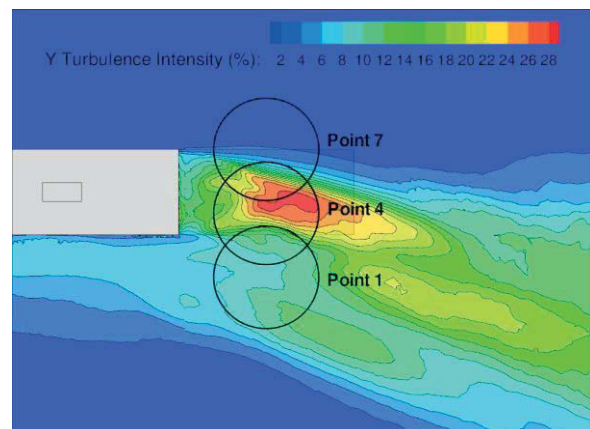 Y Turbulence Intensity (%): 2 4 6 8 10 12 14 16 18 20 22 24 26 28
Point 7
Point 4
Point 1